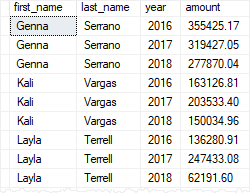 first_name last_name year amount
Genna Serrano 2016 355425.17
Genna Serrano 2017 319427.05
Genna Serrano 2018 277870.04
Kali Vargas 2016 163126.81
Kali Vargas 2017 203533.40
Kali Vargas 2018 150034.96
Layla Terrell 2016 136280.91
Layla Terrell 2017 247433.08
Layla Terrell 2018 62191.60